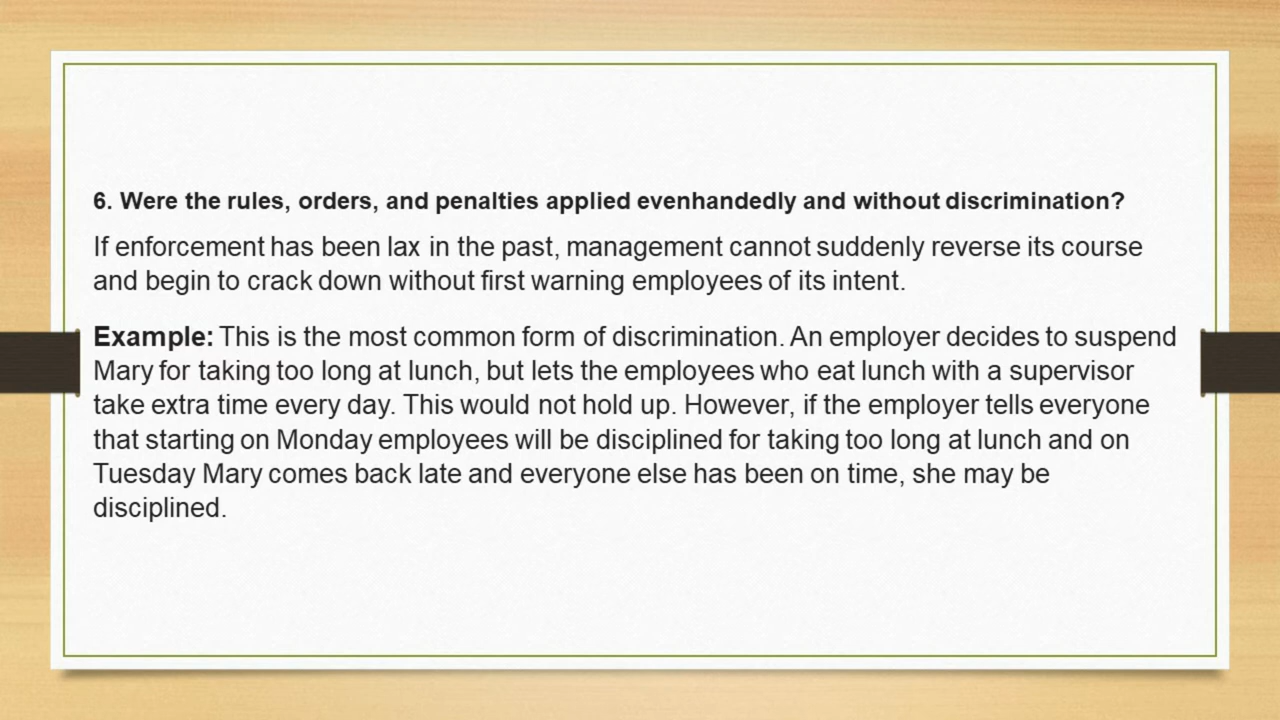 6. Were the rules, orders, and penalties applied evenhandedly and without discrimination?
If enforcement has been lax in the past, management cannot suddenly reverse its course
and begin to crack down without first warning employees of its intent.
Example: This is the most common form of discrimination. An employer decides to suspend
Mary for taking too long at lunch, but lets the employees who eat lunch with a supervisor
take extra time every day. This would not hold up. However, if the employer tells everyone
that starting on Monday employees will be disciplined for taking too long at lunch and on
Tuesday Mary comes back late and everyone else has been on time, she may be
disciplined.